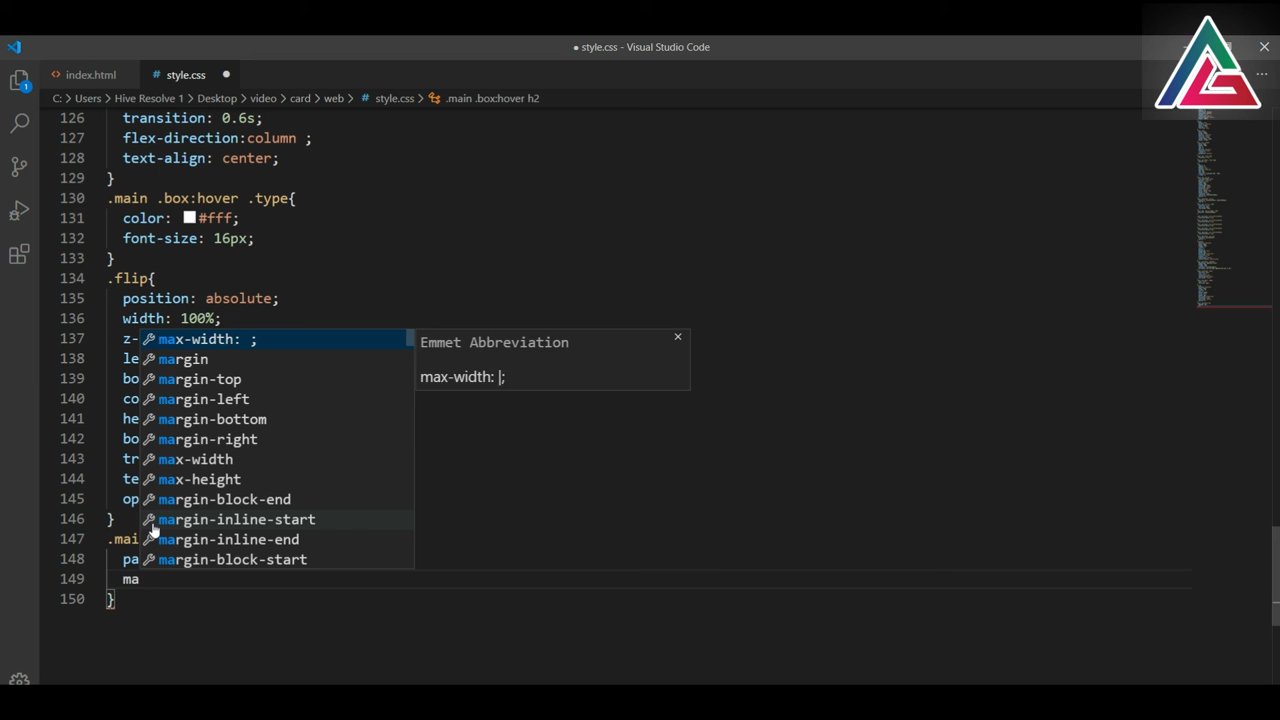 ● style.css - Visual Studio Code
index.html
# style.css
C: > Users > Hive Resolve 1 > Desktop > video > card > web > # style.css > .main .box:hover h2
126 transition: 0.6s;
127 flex-direction:column ;
128 text-align: center;
129 }
130 .main .box:hover .type{
131 color: #fff;
132 font-size: 16px;
133 }
134 .flip{
135 position: absolute;
136 width: 100%;
137 z-
138 le
139 bo
140 co
141 he
142 bo
143 tr
144 te
145 op
146 }
147 .mai
148 pa
149 ma
150 }
max-width: ;
margin
margin-top
margin-left
margin-bottom
margin-right
max-width
max-height
margin-block-end
margin-inline-start
margin-inline-end
margin-block-start
Emmet Abbreviation
max-width: |;
1